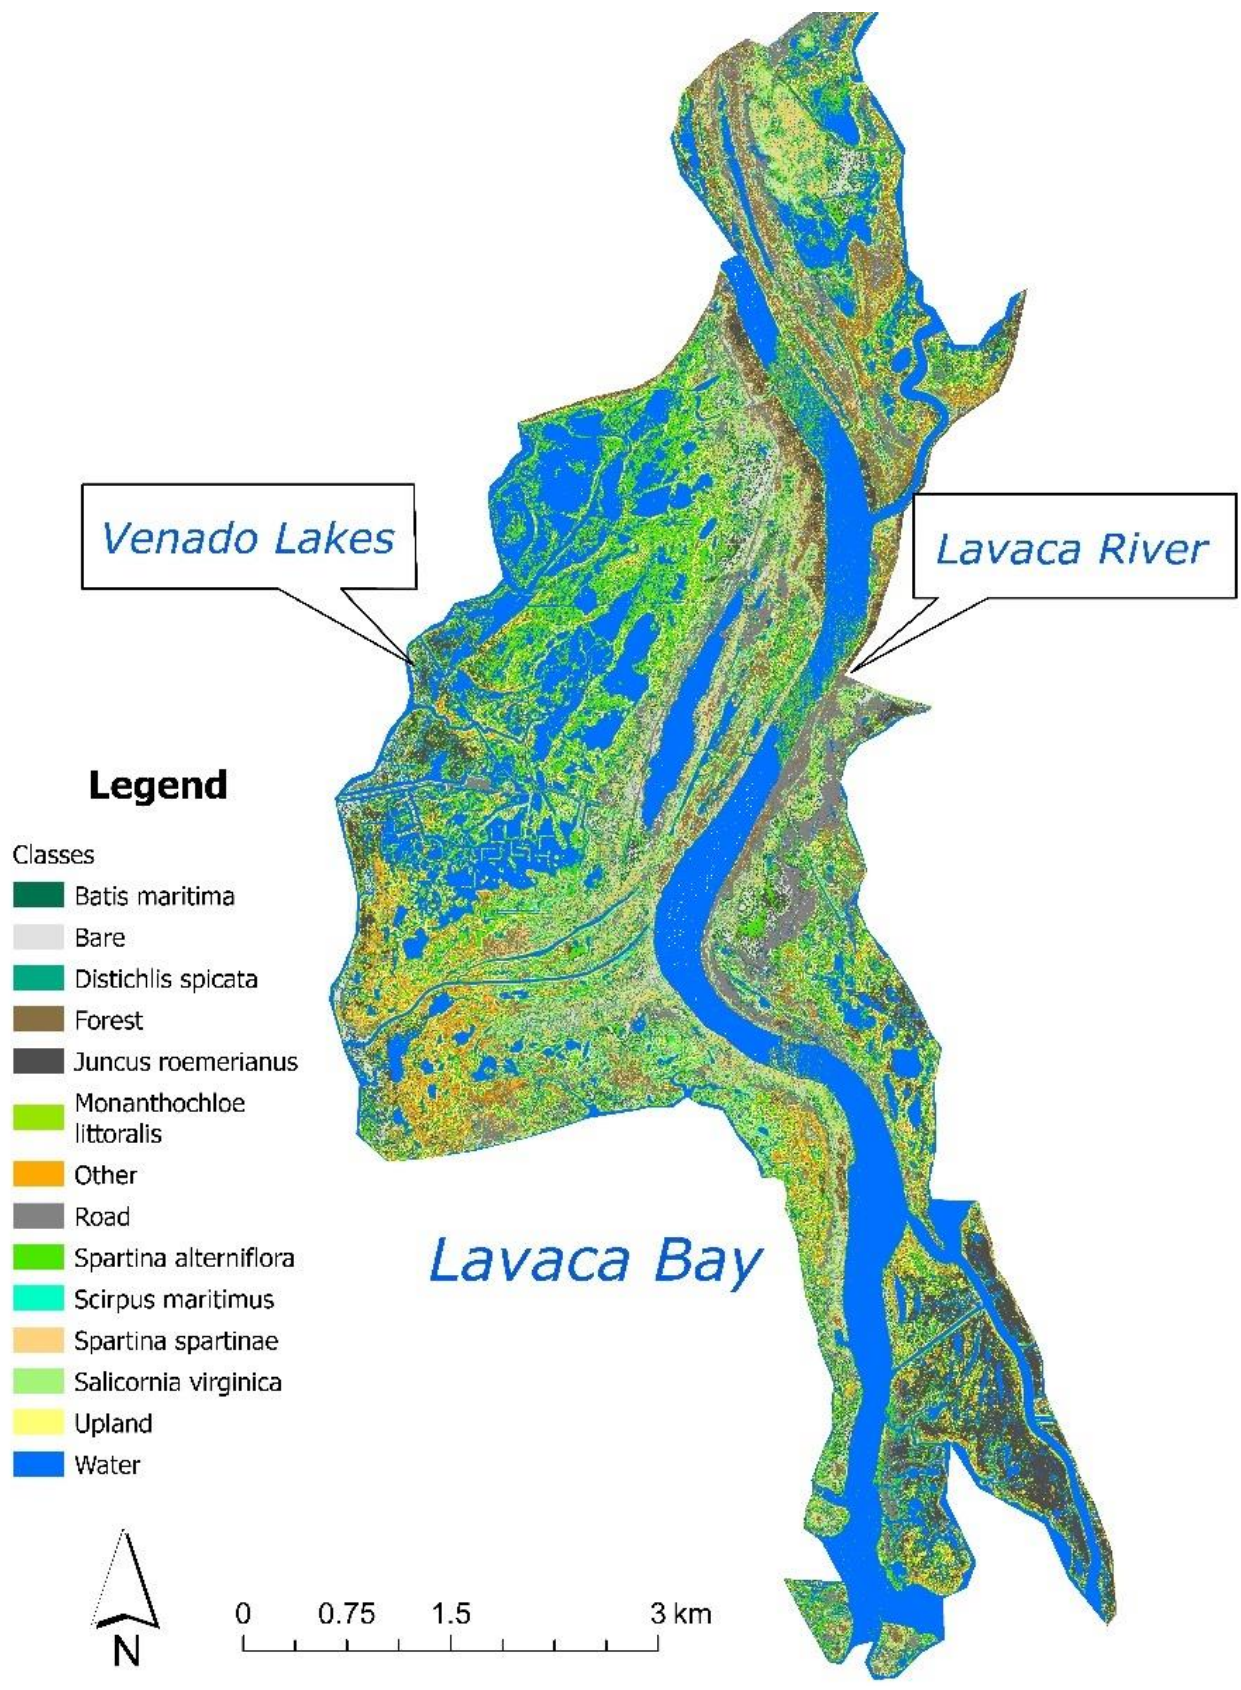 Venado Lakes
Lavaca River
Legend
Classes
Batis maritima
Bare
Distichlis spicata
Forest
Juncus roemerianus
Monanthochloe
littoralis
Other
Road
Spartina alterniflora
Scirpus maritimus
Spartina spartinae
Salicornia virginica
Upland
Water
Lavaca Bay
N
0 0.75 1.5 3 km